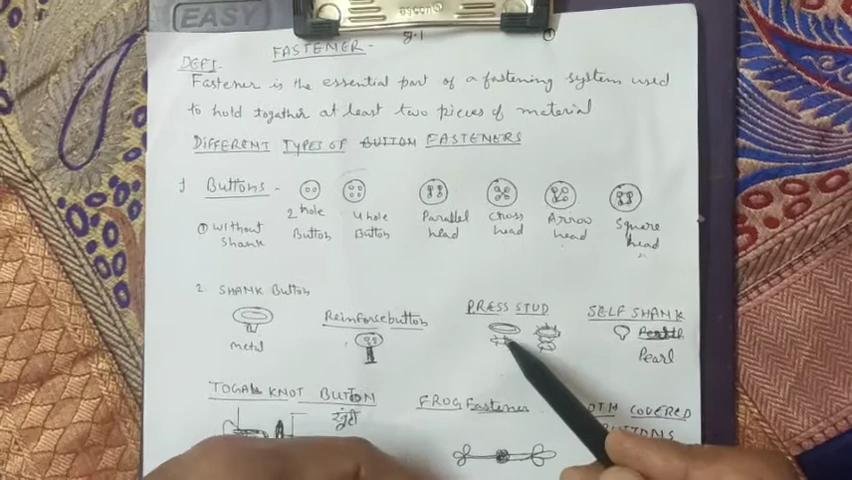 EASY
FASTENER -
DEFI.
Fastener is the essential part of a fastening system used
to hold together at least two pieces of material
DIFFERENT TYPES OF BUTTON FASTENERS
1 Buttons -
① without shank
2 hole Button
4 hole Button
Parallel head
Cross head
Arrow head
Square head
2 SHANK Button
metal
Reinforsebutton
PRESS STUD
SELF SHANK
Pearl
TOGAL KNOT BUTTON
FROG Fastener
COVERED
BUTTONS